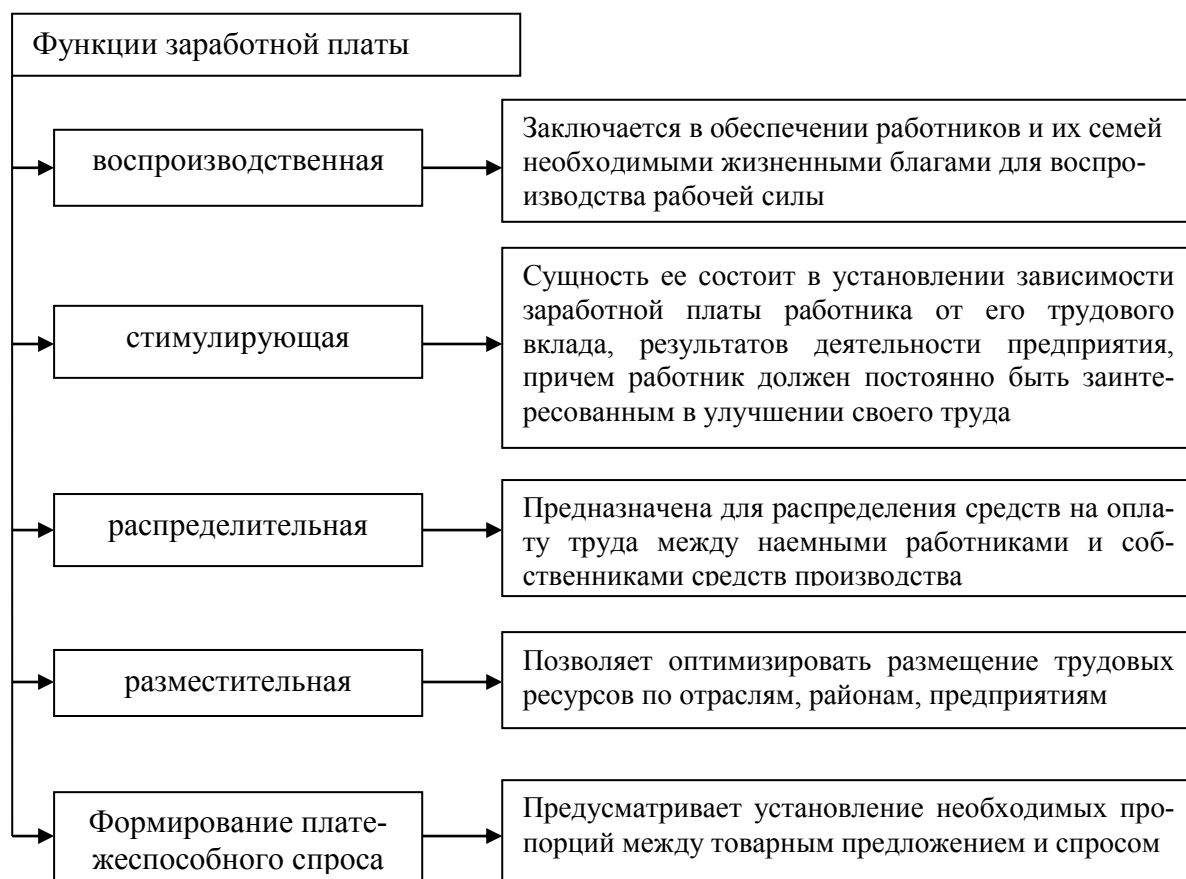 Функции заработной платы
воспроизводственная
Заключается в обеспечении работников и их семей
необходимыми жизненными благами для воспро-
изводства рабочей силы
стимулирующая
Сущность ее состоит в установлении зависимости
заработной платы работника от его трудового
вклада, результатов деятельности предприятия,
причем работник должен постоянно быть заинте-
ресованным в улучшении своего труда
распределительная
Предназначена для распределения средств на опла-
ту труда между наемными работниками и соб-
ственниками средств производства
разместительная
Позволяет оптимизировать размещение трудовых
ресурсов по отраслям, районам, предприятиям
Формирование плате-
жеспособного спроса
Предусматривает установление необходимых про-
порций между товарным предложением и спросом